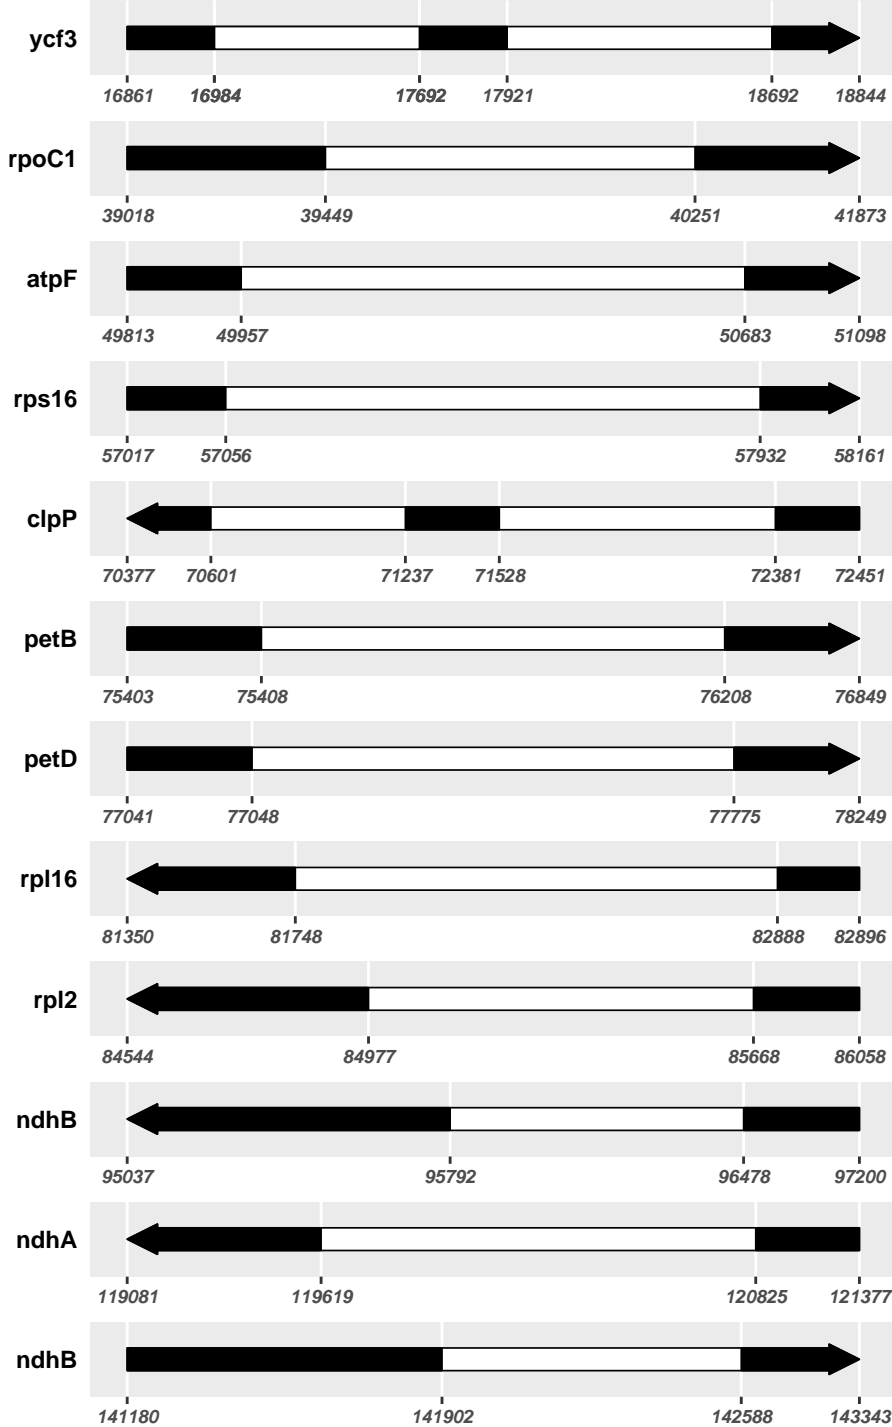 ycf3
16861 16984 17692 17921 18692 18844
rpoC1
39018 39449 40251 41873
atpF
49813 49957 50683 51098
rps16
57017 57056 57932 58161
clpP
70377 70601 71237 71528 72381 72451
petB
75403 75408 76208 76849
petD
77041 77048 77775 78249
rpl16
81350 81748 82888 82896
rpl2
84544 84977 85668 86058
ndhB
95037 95792 96478 97200
ndhA
119081 119619 120825 121377
ndhB
141180 141902 142588 143343